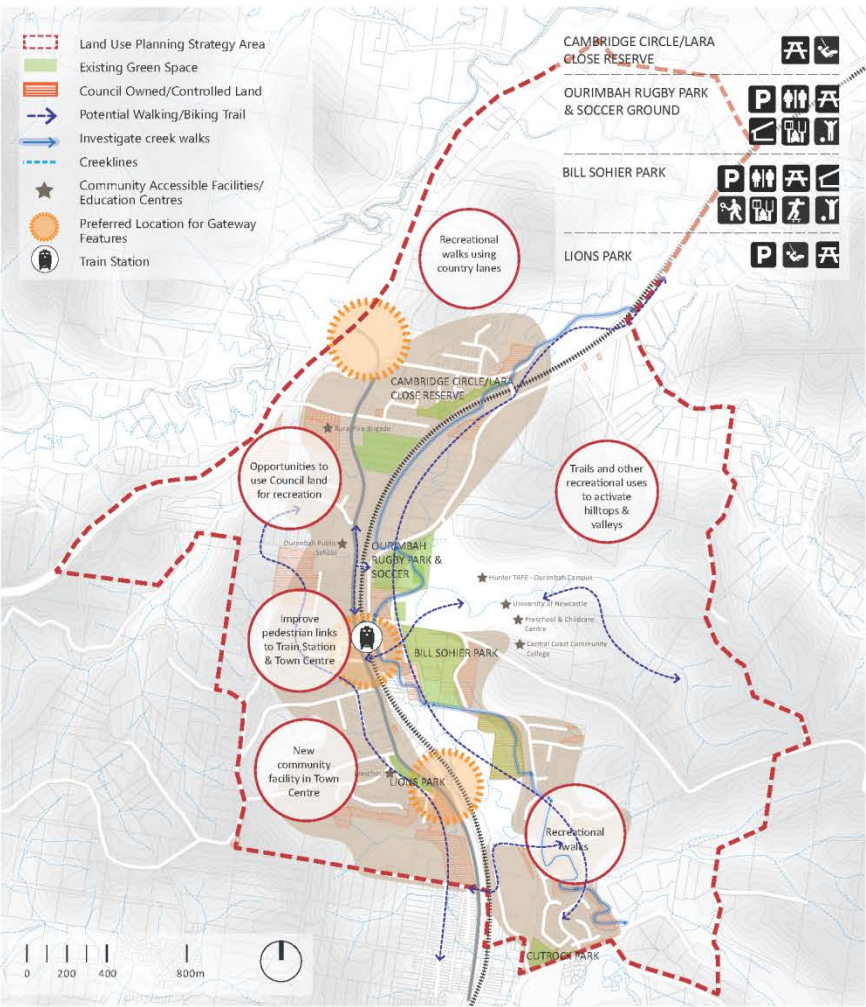 Land Use Planning Strategy Area
Existing Green Space
Council Owned/Controlled Land
Potential Walking/Biking Trail
Investigate creek walks
Creeklines
Community Accessible Facilities/
Education Centres
Preferred Location for Gateway
Features
Train Station
CAMBRIDGE CIRCLE/LARA
CLOSE RESERVE
OURIMBAH RUGBY PARK
& SOCCER GROUND
P
BILL SOHIER PARK
P
LIONS PARK
P
Recreational
walks using
country lanes
CAMBRIDGE CIRCLE/LARA
CLOSE RESERVE
Rural Fire Brigade
Opportunities to
use Council land
for recreation
Trails and other
recreational uses
to activate
hilltops &
valleys
Ourimbah Public
School
OURIMBAH
RUGBY PARK &
SOCCER
Hunter TAFE - Ourimbah Campus
University of Newcastle
Preschool & Childcare
Centre
Central Coast Community
College
Improve
pedestrian links
to Train Station
& Town Centre
BILL SOHIER PARK
New
community
facility in Town
Centre
LIONS PARK
Recreational
walks
CUTROCK PARK
0 200 400 800m